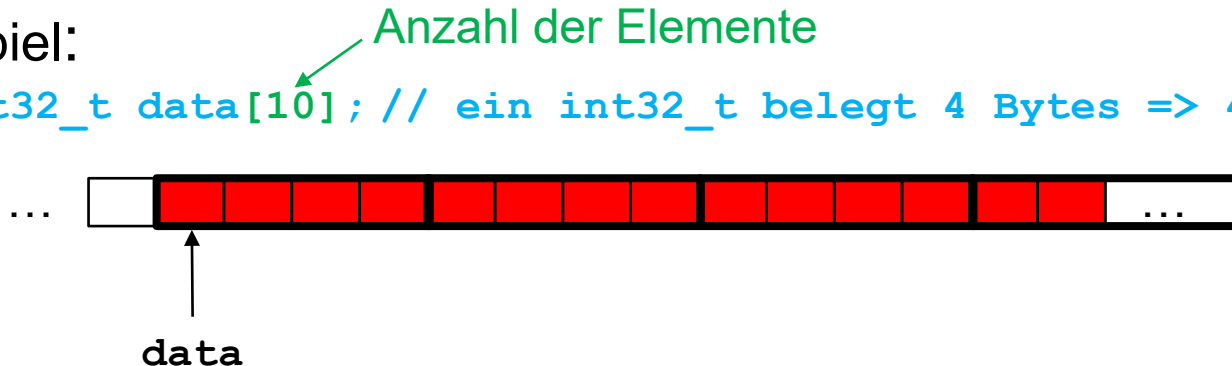 Anzahl der Elemente
piel:
t32_t data[10]; // ein int32_t belegt 4 Bytes => 4
... ...
data